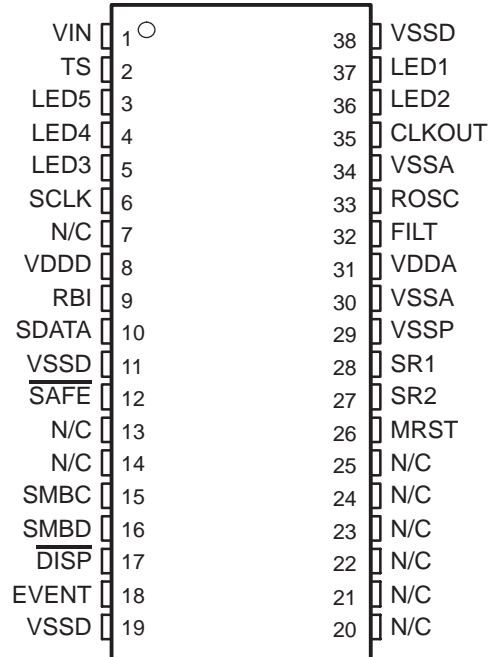 VIN 1 38 VSSD
TS 2 37 LED1
LED5 3 36 LED2
LED4 4 35 CLKOUT
LED3 5 34 VSSA
SCLK 6 33 ROSC
N/C 7 32 FILT
VDDD 8 31 VDDA
RBI 9 30 VSSA
SDATA 10 29 VSSP
VSSD 11 28 SR1
SAFE 12 27 SR2
N/C 13 26 MRST
N/C 14 25 N/C
SMBC 15 24 N/C
SMBD 16 23 N/C
DISP 17 22 N/C
EVENT 18 21 N/C
VSSD 19 20 N/C